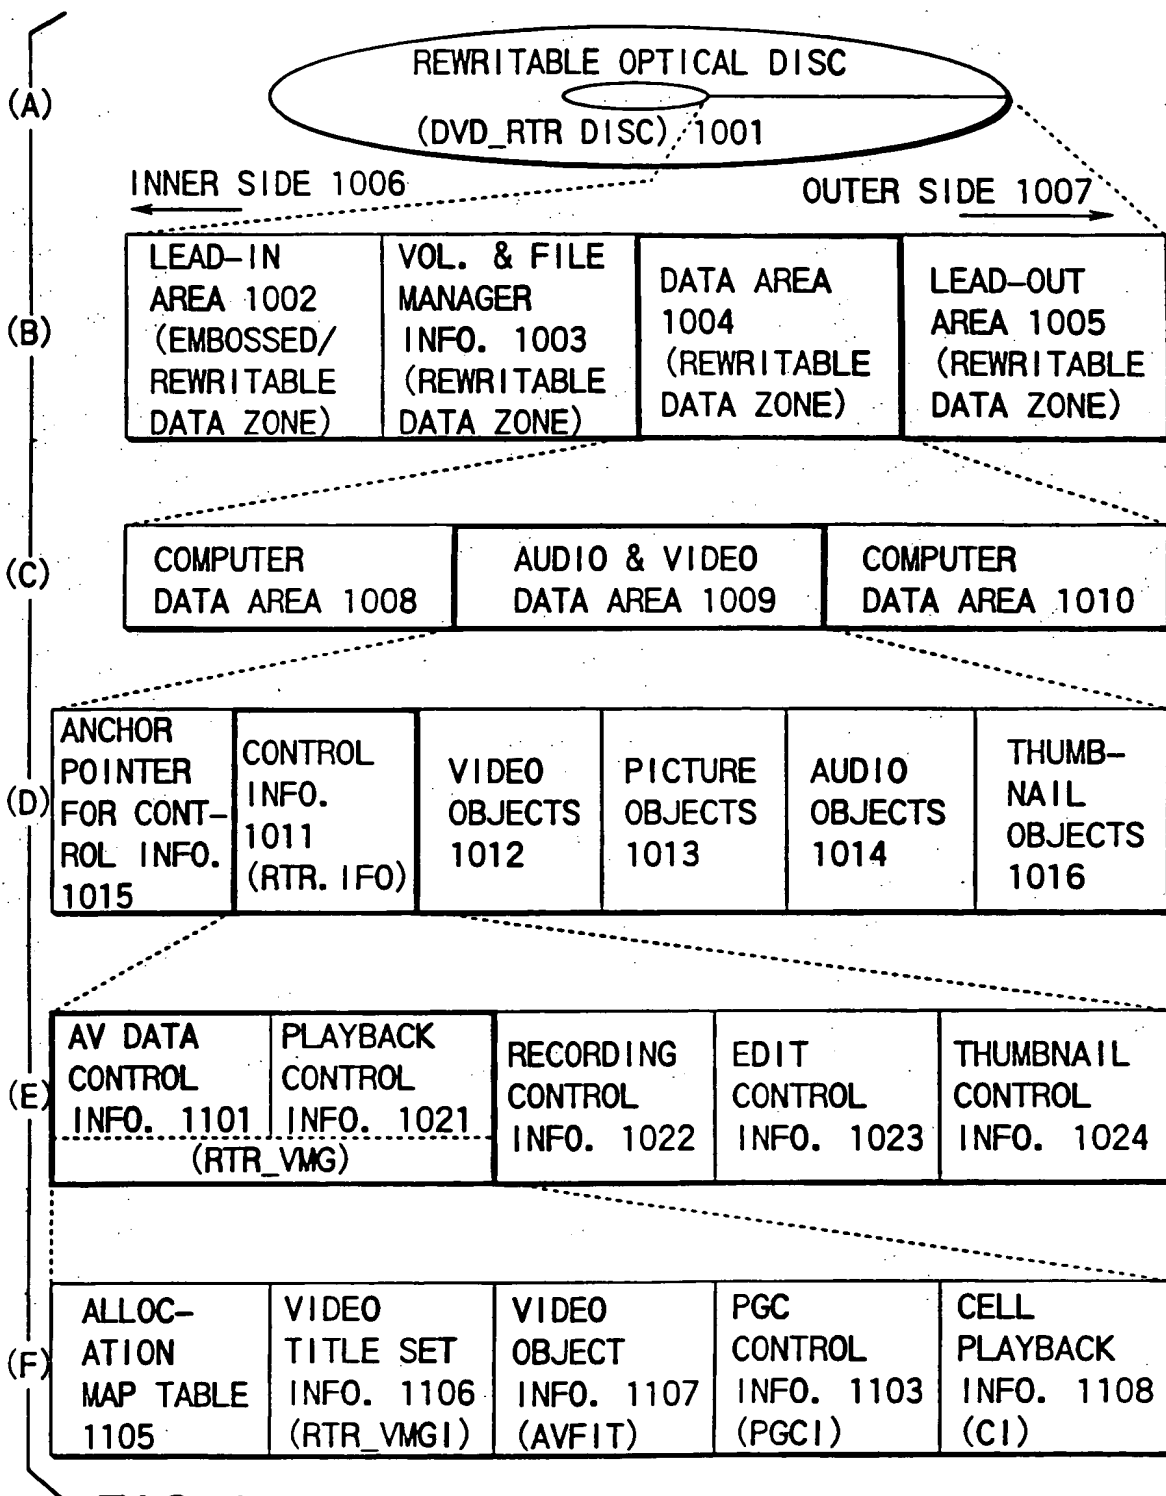 (A)
REWRITABLE OPTICAL DISC
(DVD_RTR DISC) 1001
INNER SIDE 1006
OUTER SIDE 1007
(B)
LEAD-IN
AREA 1002
(EMBOSSED/
REWRITABLE
DATA ZONE)
VOL. & FILE
MANAGER
INFO. 1003
(REWRITABLE
DATA ZONE)
DATA AREA
1004
(REWRITABLE
DATA ZONE)
LEAD-OUT
AREA 1005
(REWRITABLE
DATA ZONE)
(C)
COMPUTER
DATA AREA 1008
AUDIO & VIDEO
DATA AREA 1009
COMPUTER
DATA AREA 1010
(D)
ANCHOR
POINTER
FOR CONT-
ROL INFO.
1015
CONTROL
INFO.
1011
(RTR.IFO)
VIDEO
OBJECTS
1012
PICTURE
OBJECTS
1013
AUDIO
OBJECTS
1014
THUMB-
NAIL
OBJECTS
1016
(E)
AV DATA
CONTROL
INFO. 1101
PLAYBACK
CONTROL
INFO. 1021
(RTR_VMG)
RECORDING
CONTROL
INFO. 1022
EDIT
CONTROL
INFO. 1023
THUMBNAIL
CONTROL
INFO. 1024
(F)
ALLOC-
ATION
MAP TABLE
1105
VIDEO
TITLE SET
INFO. 1106
(RTR_VMGI)
VIDEO
OBJECT
INFO. 1107
(AVFIT)
PGC
CONTROL
INFO. 1103
(PGCI)
CELL
PLAYBACK
INFO. 1108
(CI)